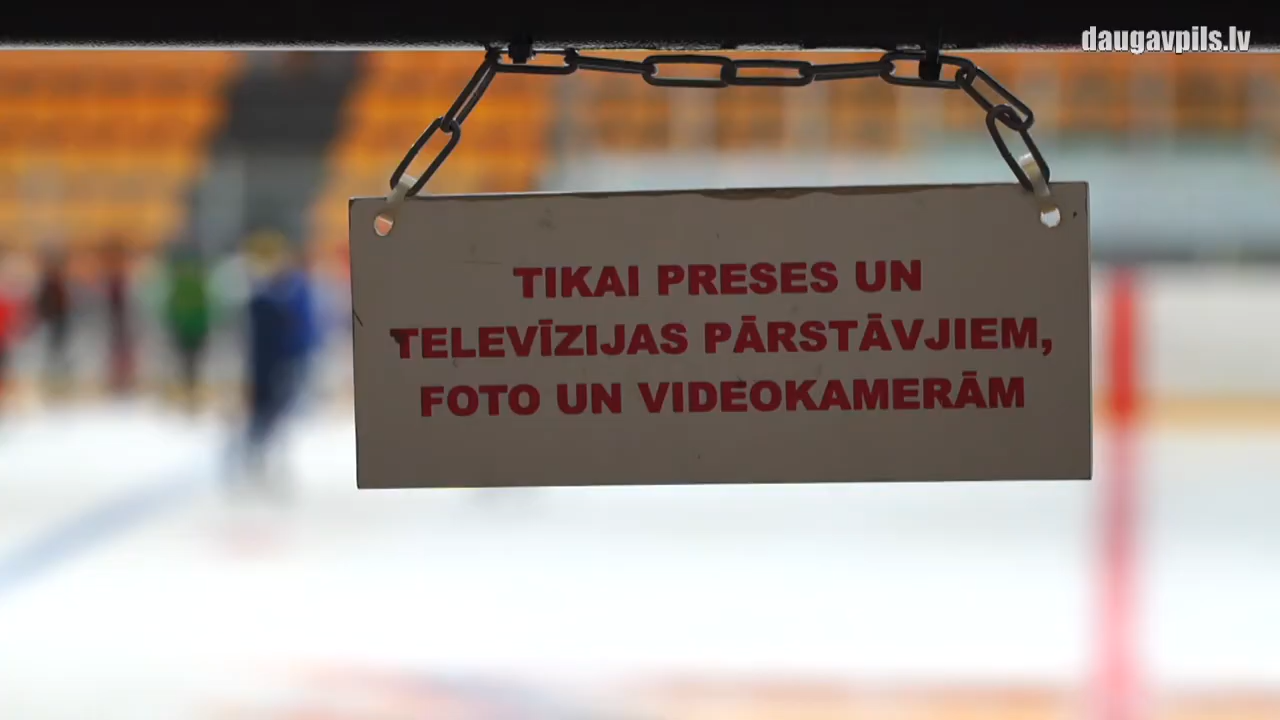 daugavpils.lv
TIKAI PRESES UN
TELEVĪZIJAS PĀRSTĀVJIEM,
FOTO UN VIDEOKAMERĀM